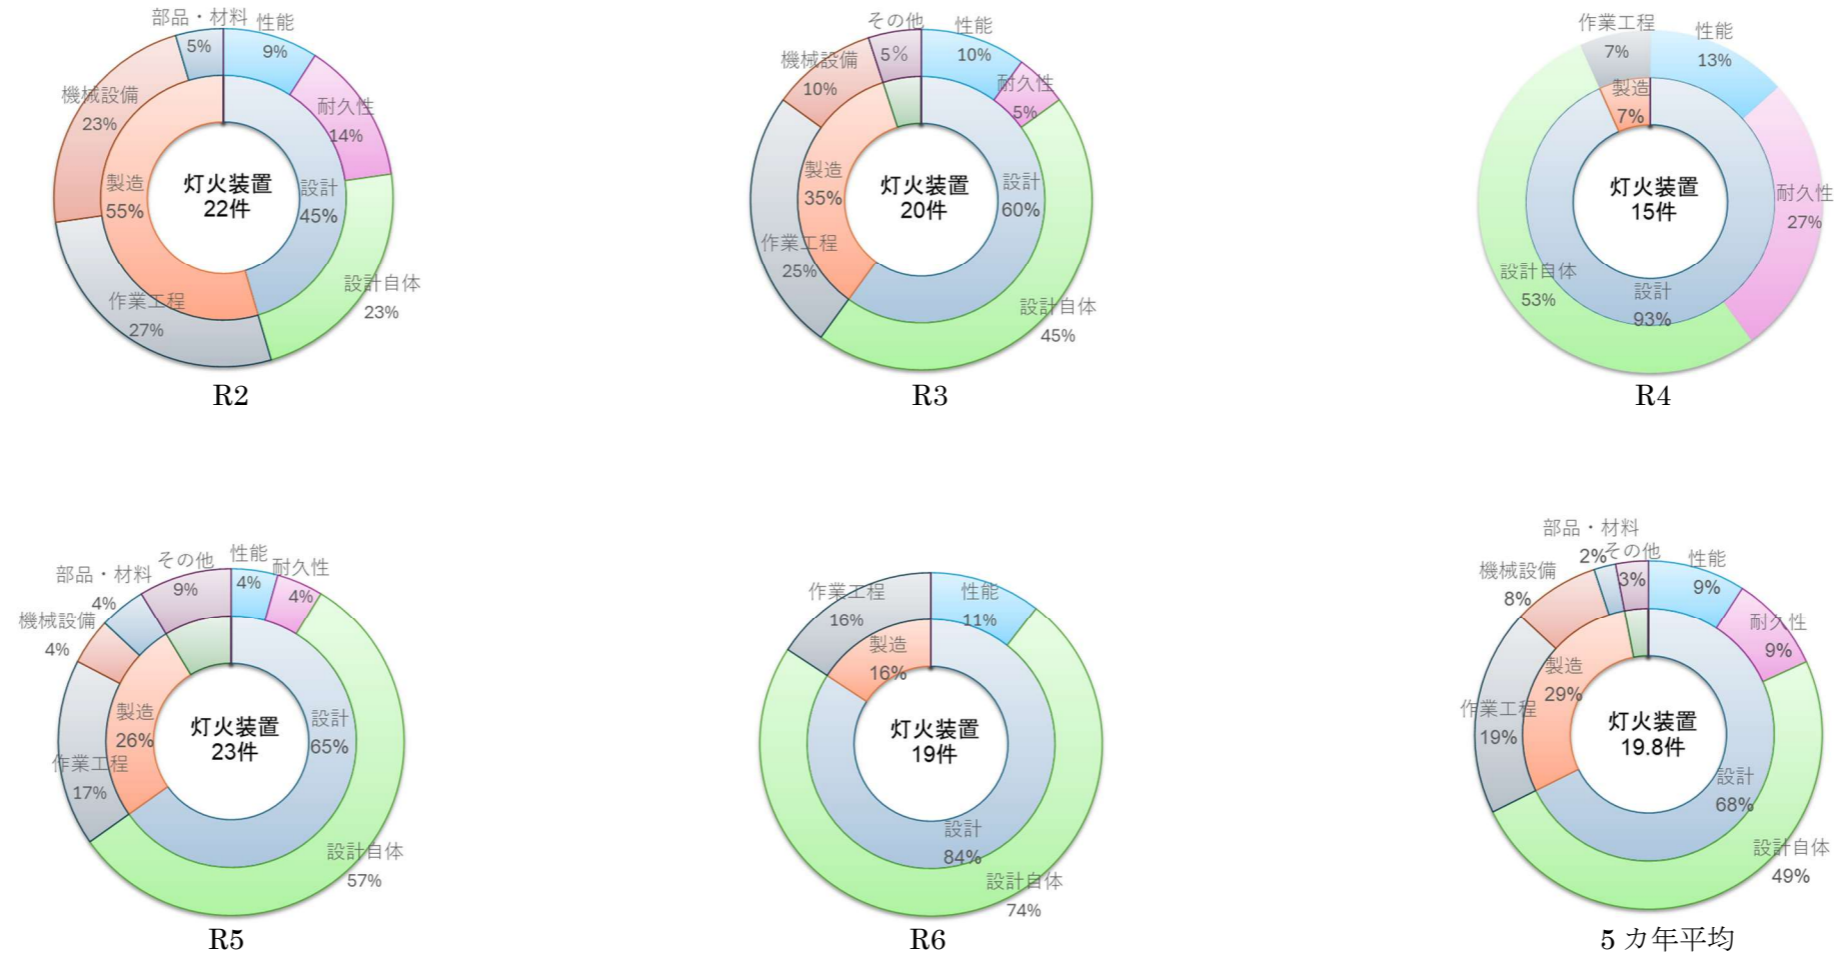 部品・材料
5%
性能
9%
耐久性
14%
機械設備
23%
製造
55%
灯火装置
22件
設計
45%
設計自体
23%
作業工程
27%
R2
その他
5%
性能
10%
耐久性
5%
機械設備
10%
製造
35%
灯火装置
20件
設計
60%
作業工程
25%
設計自体
45%
R3
作業工程
7%
性能
13%
製造
7%
灯火装置
15件
耐久性
27%
設計自体
53%
設計
93%
R4
部品・材料
4%
その他
9%
性能
4%
耐久性
4%
機械設備
4%
製造
26%
灯火装置
23件
設計
65%
作業工程
17%
設計自体
57%
R5
作業工程
16%
性能
11%
製造
16%
灯火装置
19件
設計
84%
設計自体
74%
R6
部品・材料
2%
その他
3%
性能
9%
機械設備
8%
耐久性
9%
製造
29%
作業工程
19%
灯火装置
19.8件
設計
68%
設計自体
49%
5 カ年平均